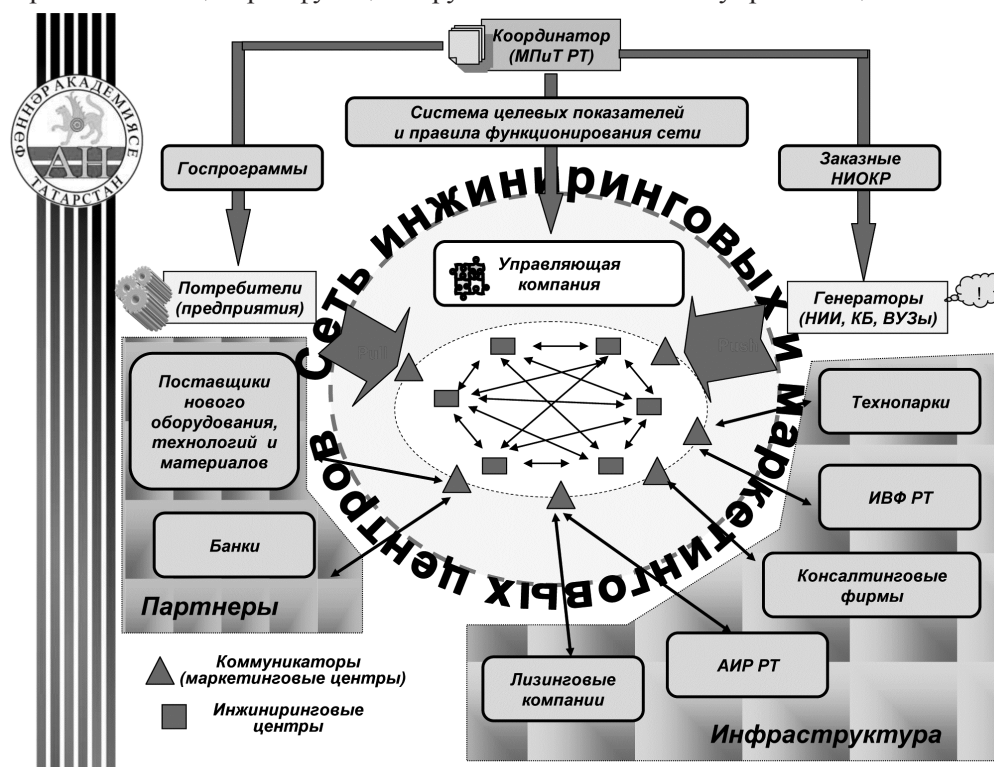 Координатор
(МПиТ РТ)
Система целевых показателей
и правила функционирования сети
Госпрограммы
Заказные
НИОКР
ФӘННӘР АКАДЕМИЯСЕ
АН
ТАТАРСТАН
Сеть инжиниринговых и маркетинговых центров
Управляющая
компания
Потребители
(предприятия)
Генераторы
(НИИ, КБ, ВУЗы)
!
Pull
Push
Поставщики
нового
оборудования,
технологий и
материалов
Банки
Партнеры
Технопарки
ИВФ РТ
Консалтинговые
фирмы
АИР РТ
Лизинговые
компании
Инфраструктура
Коммуникаторы
(маркетинговые центры)
Инжиниринговые
центры